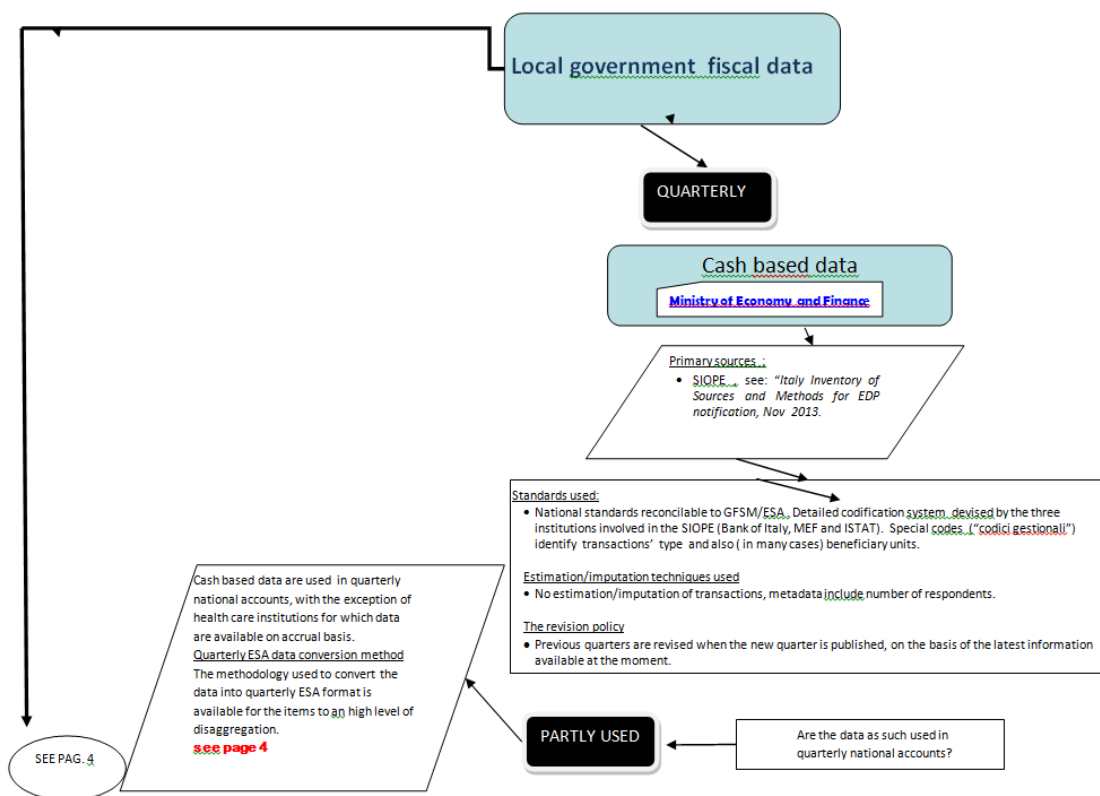 Local government fiscal data
QUARTERLY
Cash based data
Ministry of Economy and Finance
Primary sources :
• SIOPE , see: “Italy Inventory of
Sources and Methods for EDP
notification, Nov 2013.
Standards used:
• National standards reconcilable to GFSM/ESA. Detailed codification system devised by the three
institutions involved in the SIOPE (Bank of Italy, MEF and ISTAT). Special codes (“codici gestionali”)
identify transactions’ type and also ( in many cases) beneficiary units.
Estimation/imputation techniques used
• No estimation/imputation of transactions, metadata include number of respondents.
The revision policy
• Previous quarters are revised when the new quarter is published, on the basis of the latest information
available at the moment.
Cash based data are used in quarterly
national accounts, with the exception of
health care institutions for which data
are available on accrual basis.
Quarterly ESA data conversion method
The methodology used to convert the
data into quarterly ESA format is
available for the items to an high level of
disaggregation.
see page 4
PARTLY USED
Are the data as such used in
quarterly national accounts?
SEE PAG. 4